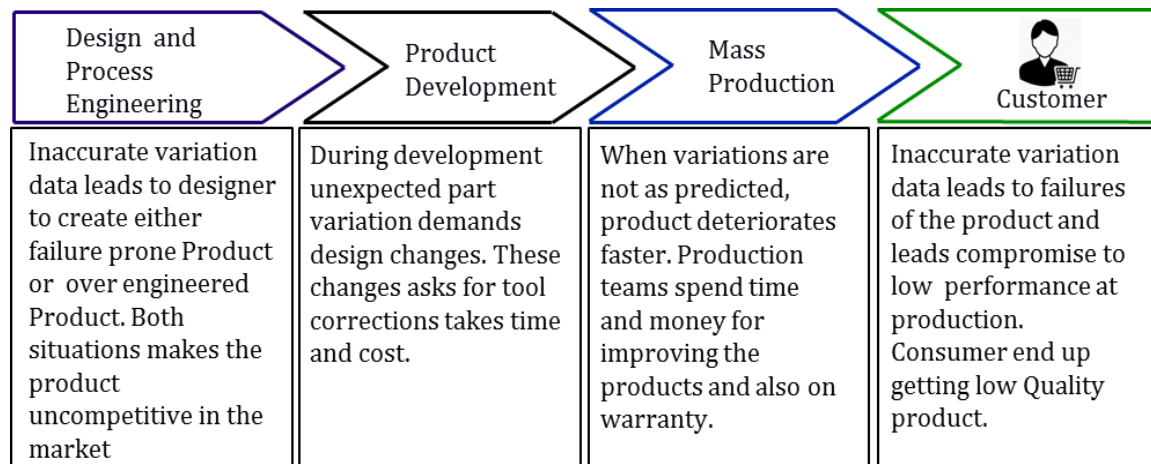 Design and
Process
Engineering
Product
Development
Mass
Production
Customer
Inaccurate variation
data leads to designer
to create either
failure prone Product
or over engineered
Product. Both
situations makes the
product
uncompetitive in the
market
During development
unexpected part
variation demands
design changes. These
changes asks for tool
corrections takes time
and cost.
When variations are
not as predicted,
product deteriorates
faster. Production
teams spend time
and money for
improving the
products and also on
warranty.
Inaccurate variation
data leads to failures
of the product and
leads compromise to
low performance at
production.
Consumer end up
getting low Quality
product.